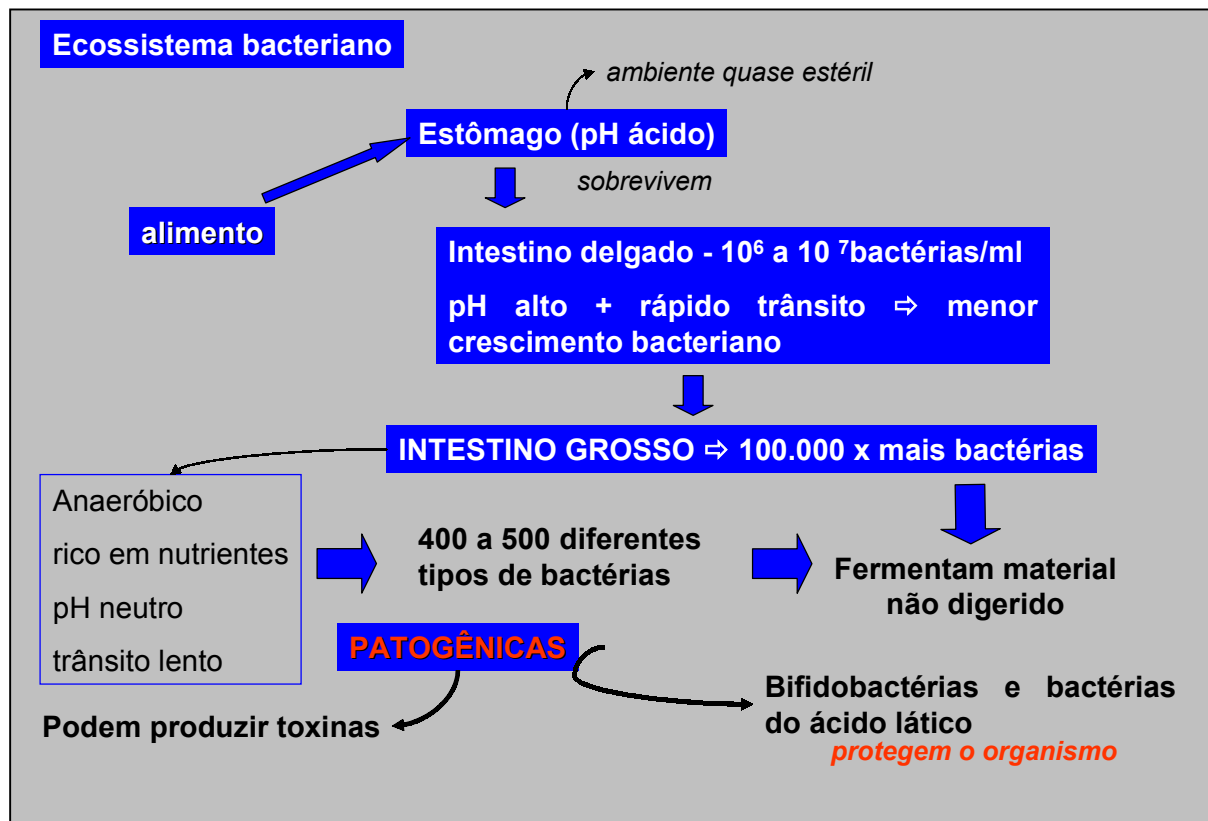 Ecossistema bacteriano
ambiente quase estéril
Estômago (pH ácido)
sobrevivem
alimento
Intestino delgado - 10⁶ a 10 ⁷bactérias/ml
pH alto + rápido trânsito ⇨ menor
crescimento bacteriano
INTESTINO GROSSO ⇨ 100.000 x mais bactérias
Anaeróbico
rico em nutrientes
pH neutro
trânsito lento
400 a 500 diferentes
tipos de bactérias
Fermentam material
não digerido
PATOGÊNICAS
Podem produzir toxinas
Bifidobactérias e bactérias
do ácido lático
protegem o organismo